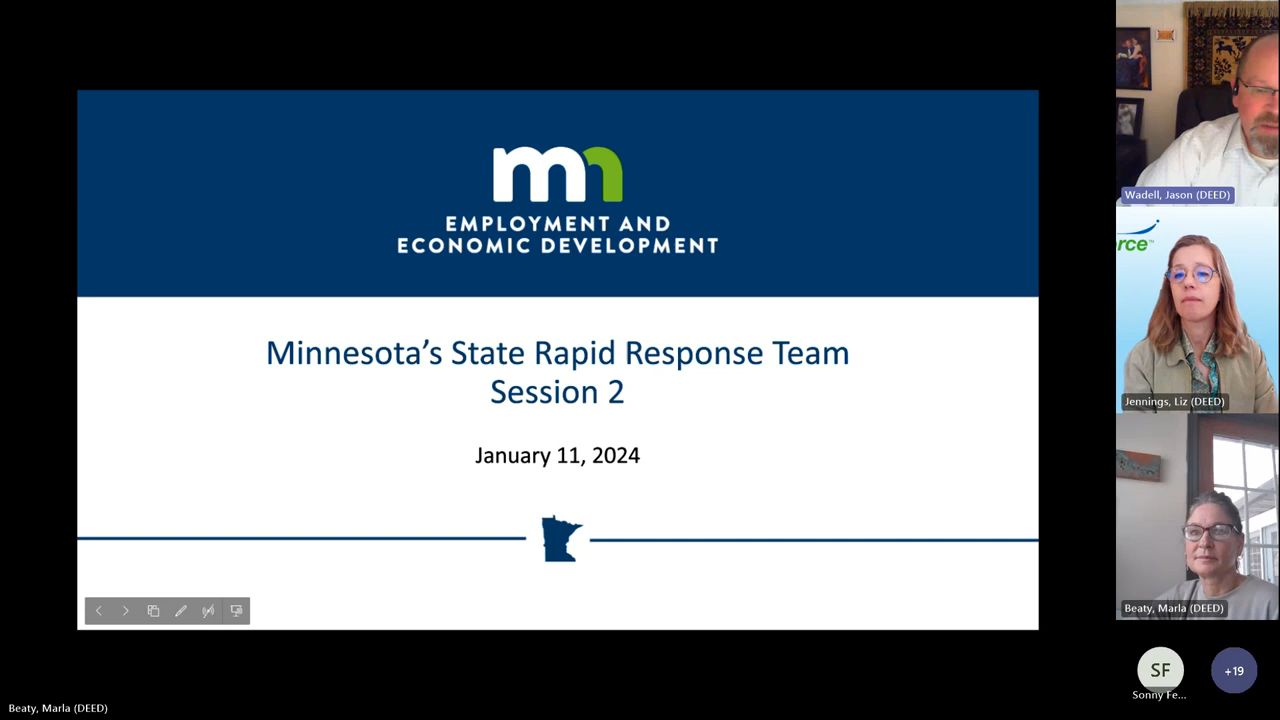 mn
EMPLOYMENT AND
ECONOMIC DEVELOPMENT
Minnesota's State Rapid Response Team
Session 2
January 11, 2024
Wadell, Jason (DEED)
rce™
Jennings, Liz (DEED)
Beaty, Marla (DEED)
SF
+19
Sonny Fe...
Beaty, Marla (DEED)